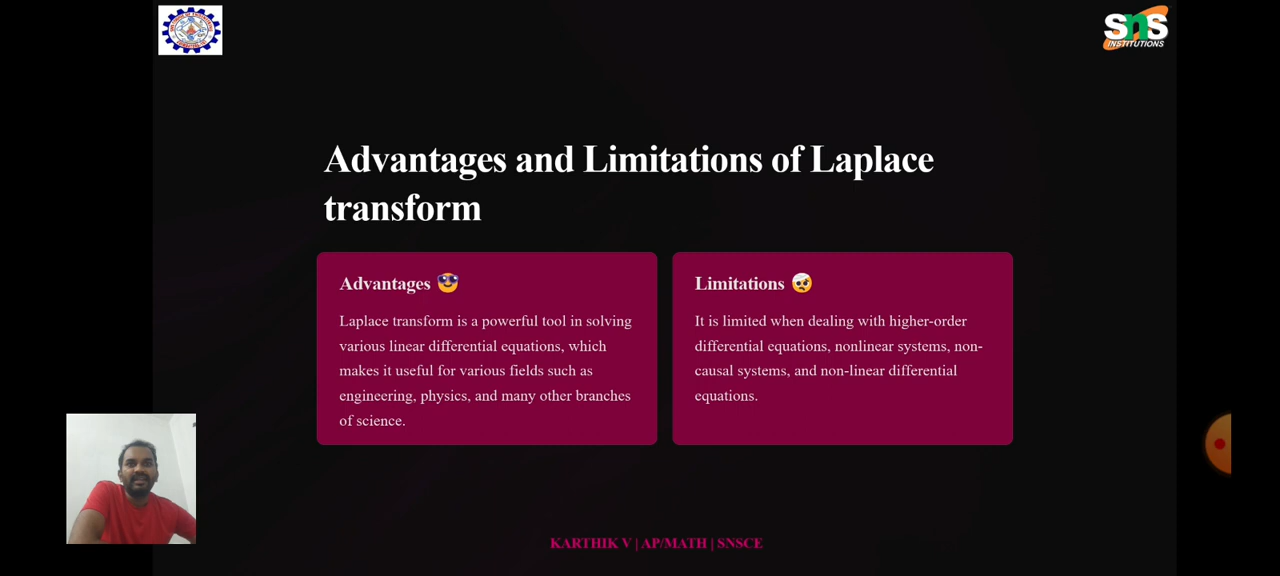 sns
INSTITUTIONS
Advantages and Limitations of Laplace
transform
Advantages 😎
Laplace transform is a powerful tool in solving
various linear differential equations, which
makes it useful for various fields such as
engineering, physics, and many other branches
of science.
Limitations 🤕
It is limited when dealing with higher-order
differential equations, nonlinear systems, non-
causal systems, and non-linear differential
equations.
KARTHIK V | AP/MATH | SNSCE